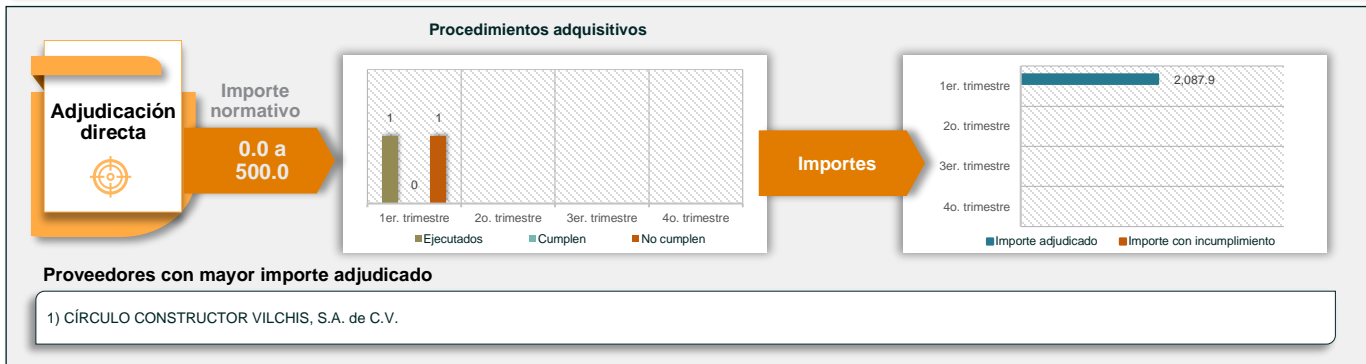 Adjudicación
directa
Importe
normativo
0.0 a
500.0
Procedimientos adquisitivos
1
0
1
1er. trimestre
2o. trimestre
3er. trimestre
4o. trimestre
Ejecutados
Cumplen
No cumplen
Importes
1er. trimestre
2,087.9
2o. trimestre
3er. trimestre
4o. trimestre
Importe adjudicado
Importe con incumplimiento
Proveedores con mayor importe adjudicado
1) CÍRCULO CONSTRUCTOR VILCHIS, S.A. de C.V.